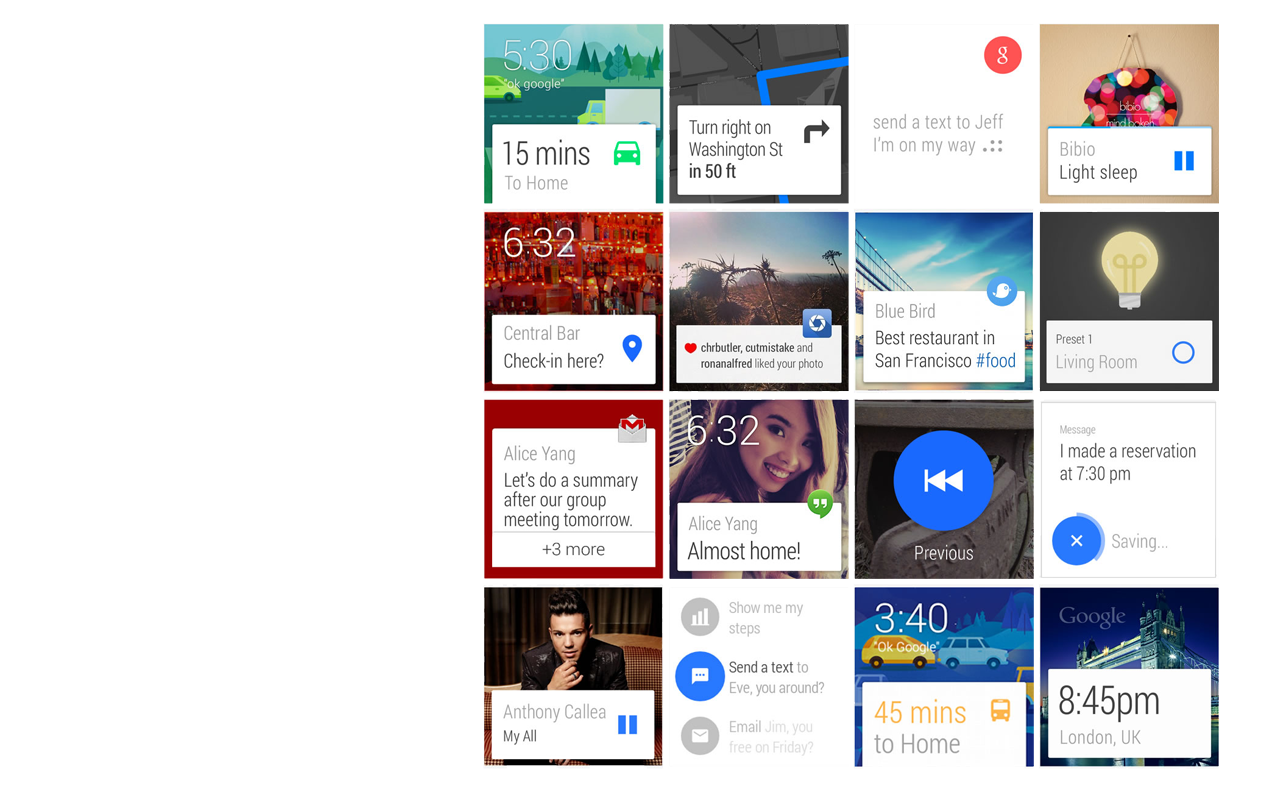 5:30
"ok google"
15 mins
To Home
Turn right on
Washington St
in 50 ft
g
send a text to Jeff
I'm on my way
bibio
mind bokeh
Bibio
Light sleep
6:32
Central Bar
Check-in here?
chrbutler, cutmistake and
ronanalfred liked your photo
Blue Bird
Best restaurant in
San Francisco #food
Preset 1
Living Room
Alice Yang
Let's do a summary
after our group
meeting tomorrow.
+3 more
6:32
Alice Yang
Almost home!
Previous
Message
I made a reservation
at 7:30 pm
Saving...
Anthony Callea
My All
Show me my
steps
Send a text to
Eve, you around?
Email Jim, you
free on Friday?
3:40
"Ok Google"
45 mins
to Home
Google
8:45pm
London, UK